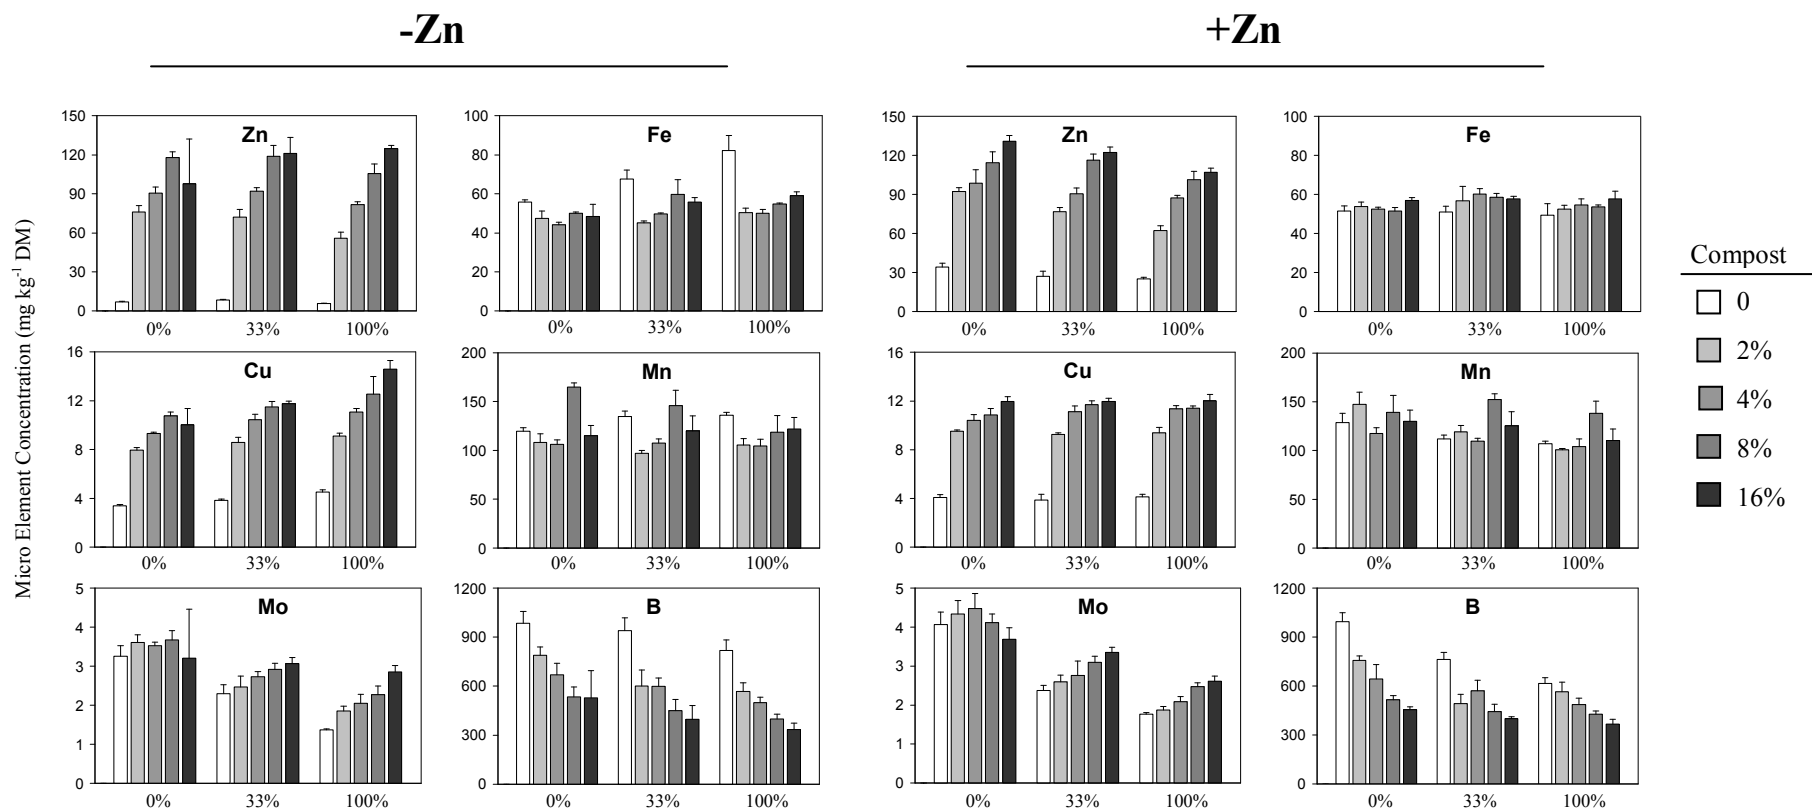 -Zn
+Zn
Micro Element Concentration (mg kg-1 DM)
Zn
150
120
90
60
30
0
0% 33% 100%
Fe
100
80
60
40
20
0
0% 33% 100%
Zn
150
120
90
60
30
0
0% 33% 100%
Fe
100
80
60
40
20
0
0% 33% 100%
Cu
16
12
8
4
0
0% 33% 100%
Mn
200
150
100
50
0
0% 33% 100%
Cu
16
12
8
4
0
0% 33% 100%
Mn
200
150
100
50
0
0% 33% 100%
Mo
5
4
3
2
1
0
0% 33% 100%
B
1200
900
600
300
0
0% 33% 100%
Mo
5
4
3
2
1
0
0% 33% 100%
B
1200
900
600
300
0
0% 33% 100%
Compost
0
2%
4%
8%
16%